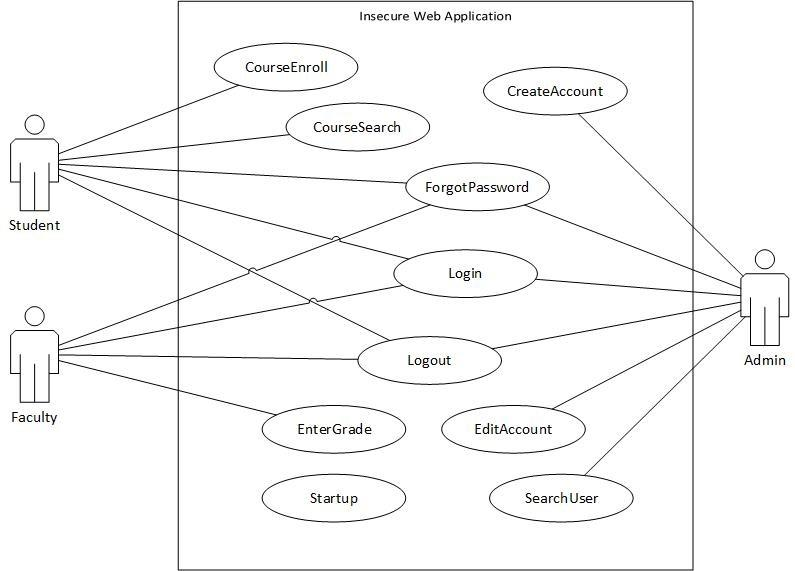 Insecure Web Application
CourseEnroll
CreateAccount
CourseSearch
ForgotPassword
Student
Login
Logout
Admin
Faculty
EnterGrade
EditAccount
Startup
SearchUser